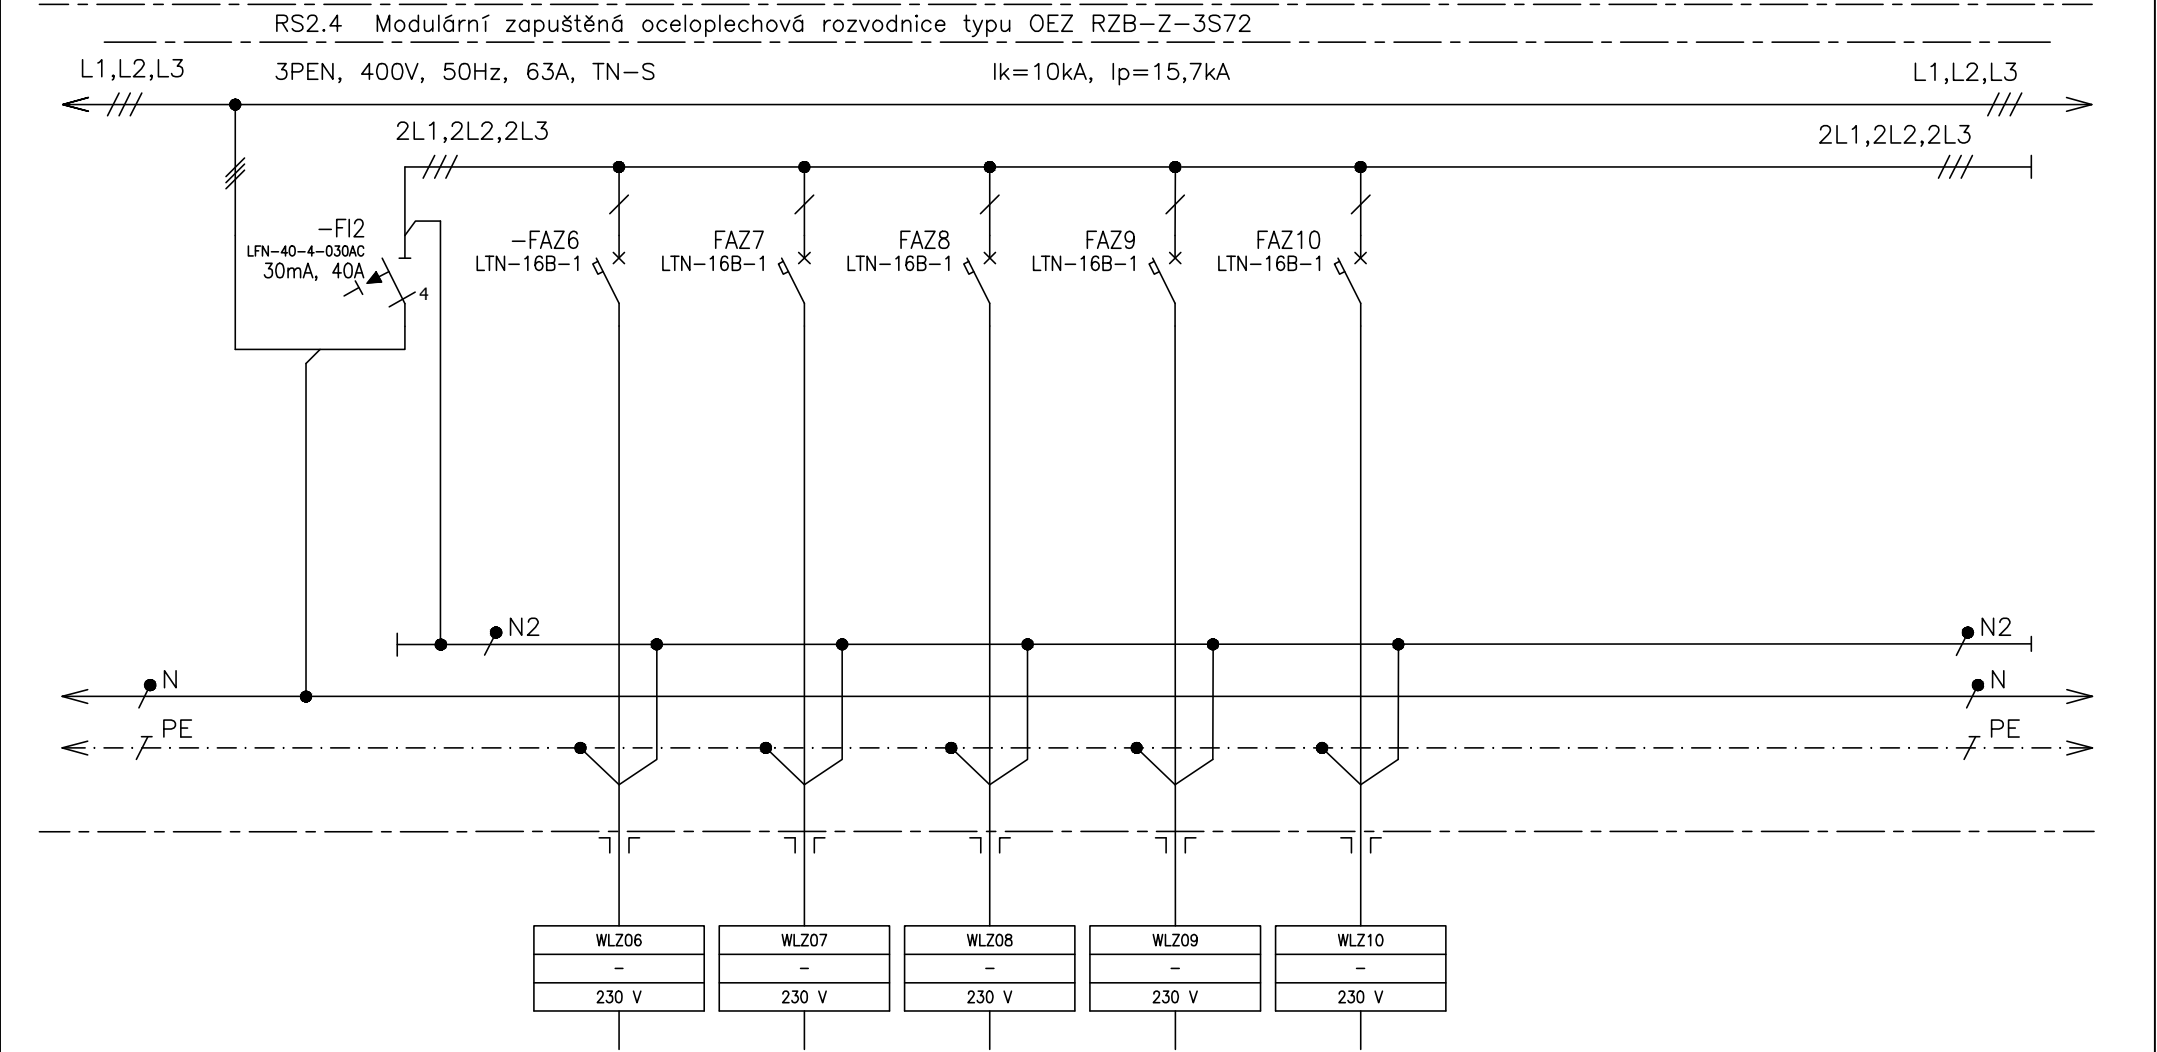 RS2.4 Modulární zapuštěná oceloplechová rozvodnice typu OEZ RZB-Z-3S72
L1,L2,L3 3PEN, 400V, 50Hz, 63A, TN-S Ik=10kA, Ip=15,7kA L1,L2,L3
2L1,2L2,2L3 2L1,2L2,2L3
-FI2
LFN-40-4-030AC
30mA, 40A
4
-FAZ6
LTN-16B-1
FAZ7
LTN-16B-1
FAZ8
LTN-16B-1
FAZ9
LTN-16B-1
FAZ10
LTN-16B-1
N2 N2
N N
PE PE
WLZ06 WLZ07 WLZ08 WLZ09 WLZ10
- - - - -
230 V 230 V 230 V 230 V 230 V